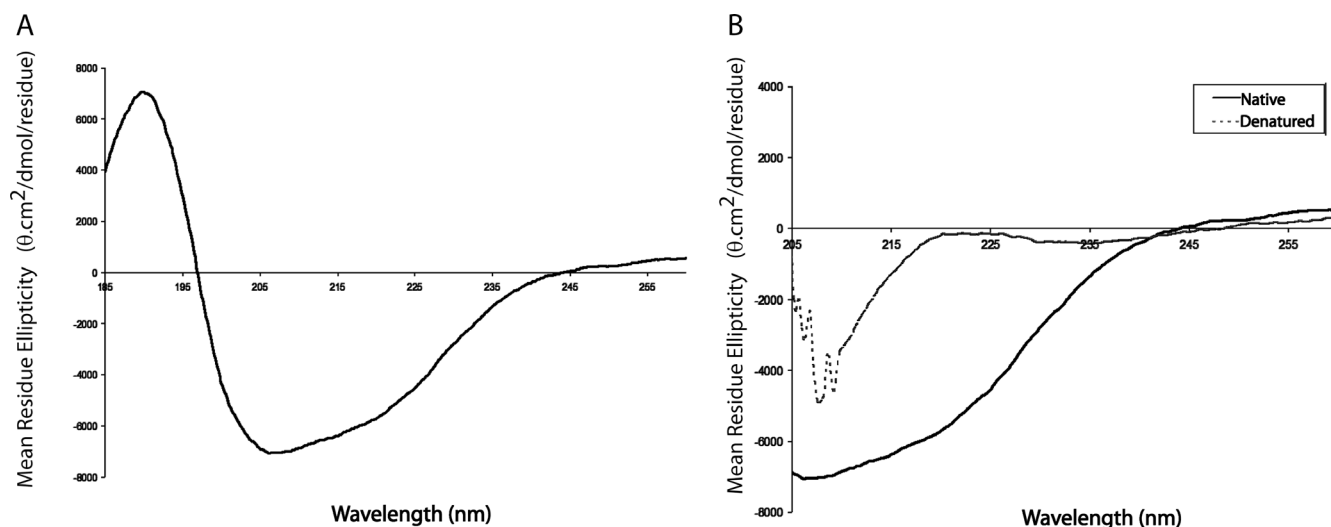 A
Mean Residue Ellipticity (θ.cm²/dmol/residue)
8000
6000
4000
2000
0
-2000
-4000
-6000
-8000
185 195 205 215 225 235 245 255
Wavelength (nm)
B
Mean Residue Ellipticity (θ.cm²/dmol/residue)
4000
2000
0
-2000
-4000
-6000
-8000
205 215 225 235 245 255
Native
Denatured
Wavelength (nm)